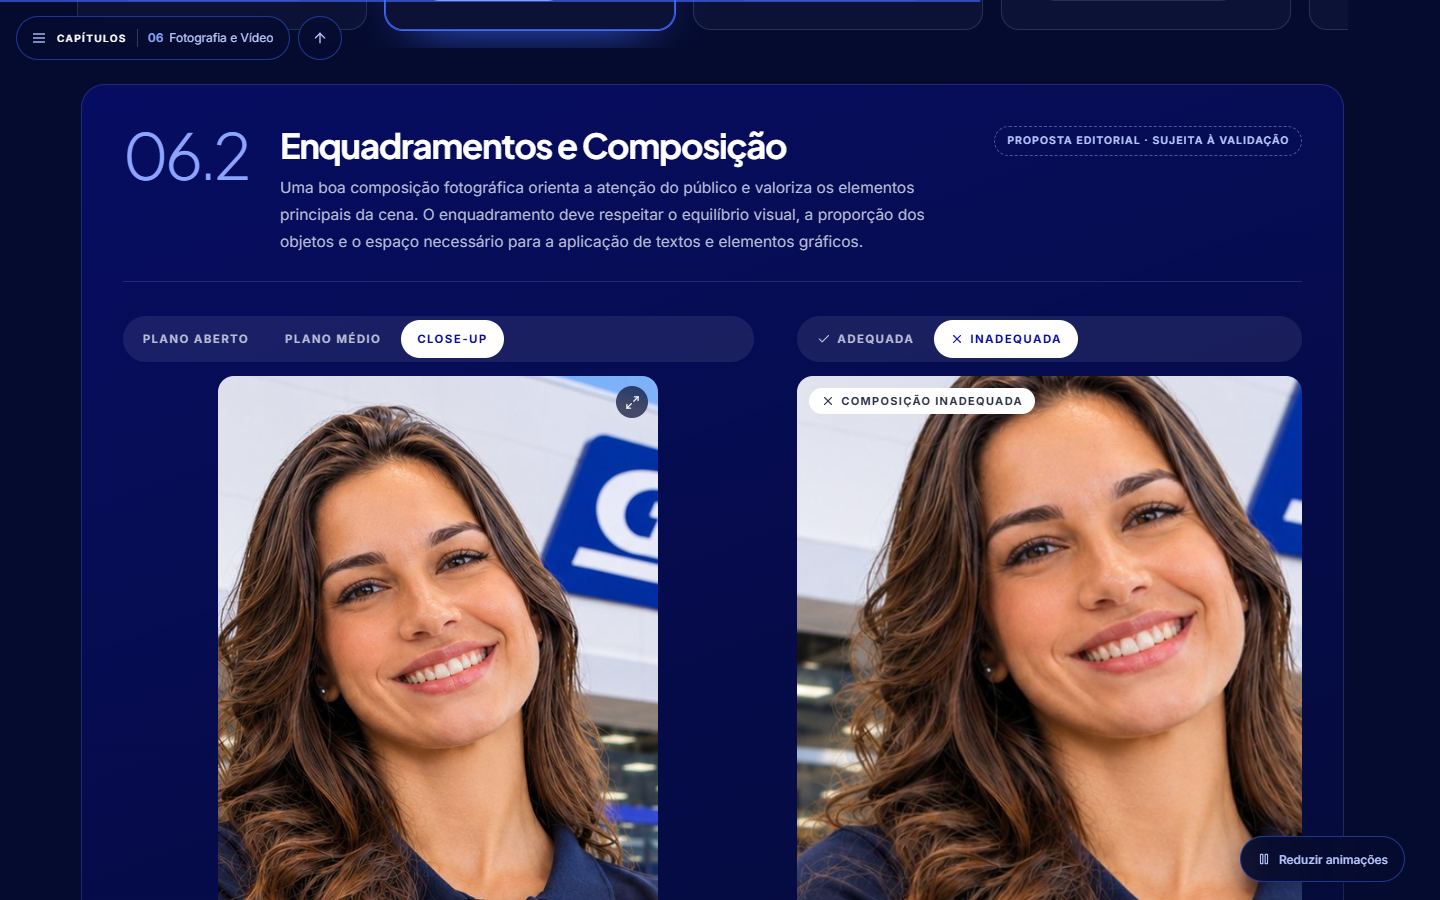 CAPÍTULOS
06 Fotografia e Vídeo
06.2
Enquadramentos e Composição
PROPOSTA EDITORIAL · SUJEITA À VALIDAÇÃO
Uma boa composição fotográfica orienta a atenção do público e valoriza os elementos
principais da cena. O enquadramento deve respeitar o equilíbrio visual, a proporção dos
objetos e o espaço necessário para a aplicação de textos e elementos gráficos.
PLANO ABERTO
PLANO MÉDIO
CLOSE-UP
ADEQUADA
INADEQUADA
COMPOSIÇÃO INADEQUADA
Reduzir animações